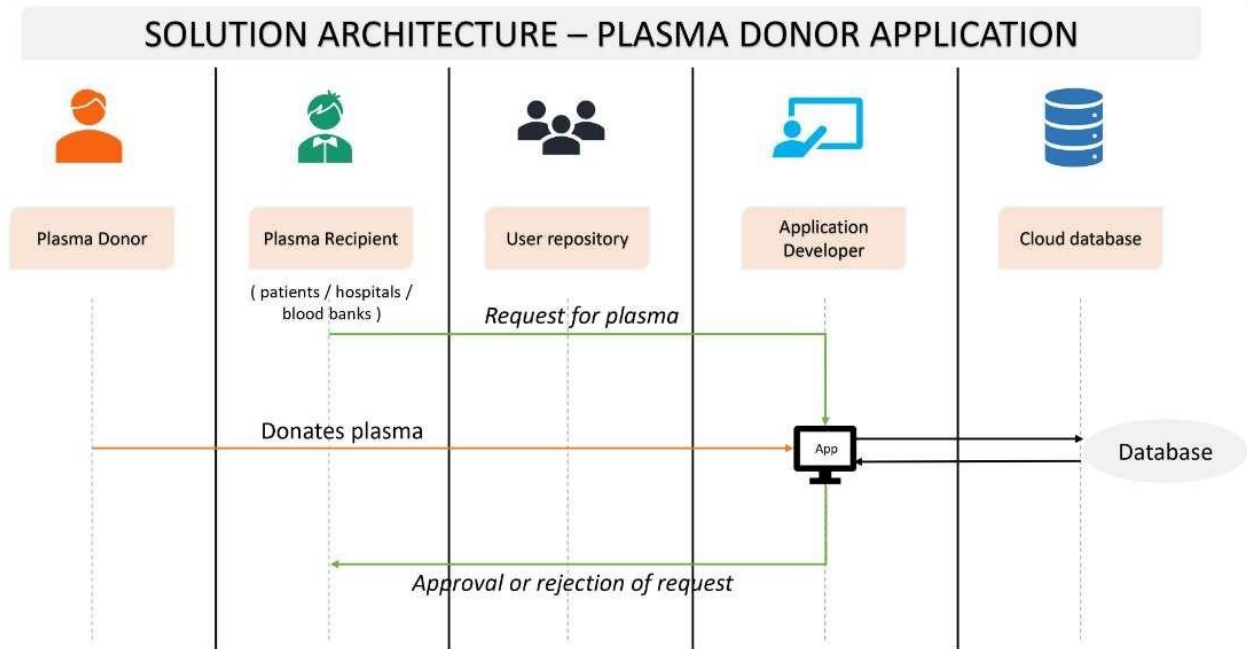 SOLUTION ARCHITECTURE – PLASMA DONOR APPLICATION
Plasma Donor
Plasma Recipient
User repository
Application
Developer
Cloud database
( patients / hospitals /
blood banks )
Request for plasma
Donates plasma
App
Database
Approval or rejection of request